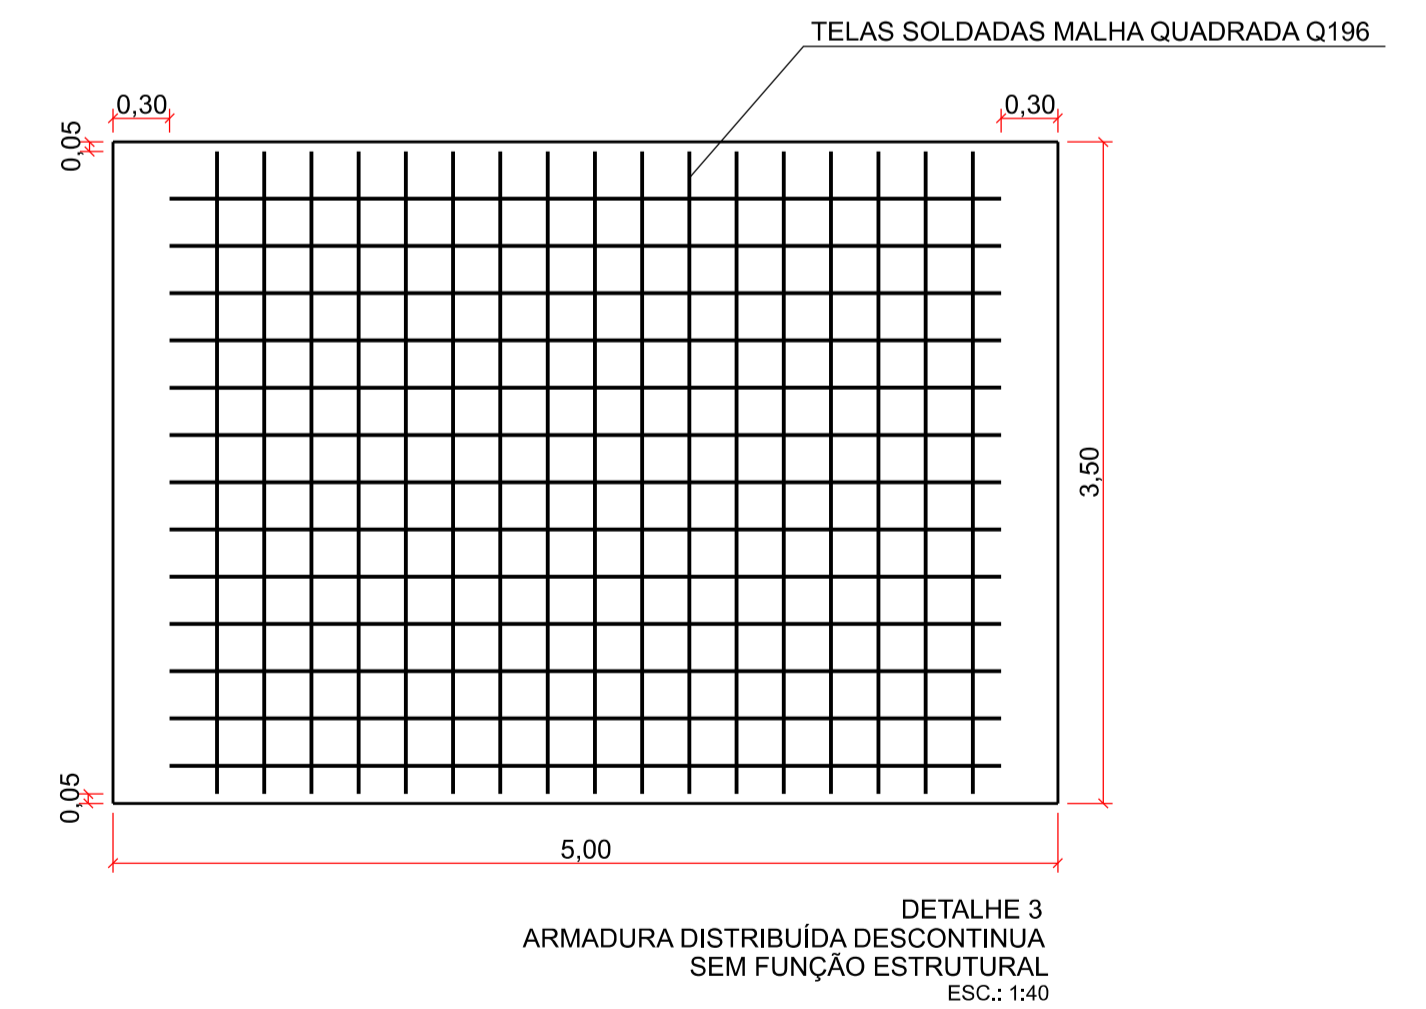 TELAS SOLDADAS MALHA QUADRADA Q196
0,30
0,30
0,05
3,50
0,05
5,00
DETALHE 3
ARMADURA DISTRIBUÍDA DESCONTINUA
SEM FUNÇÃO ESTRUTURAL
ESC.: 1:40